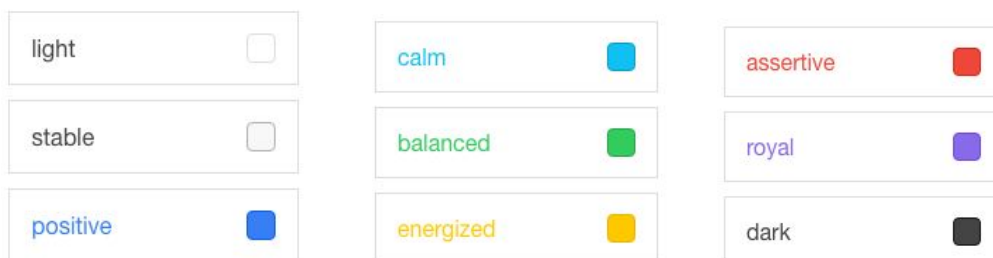 light
stable
positive
calm
balanced
energized
assertive
royal
dark